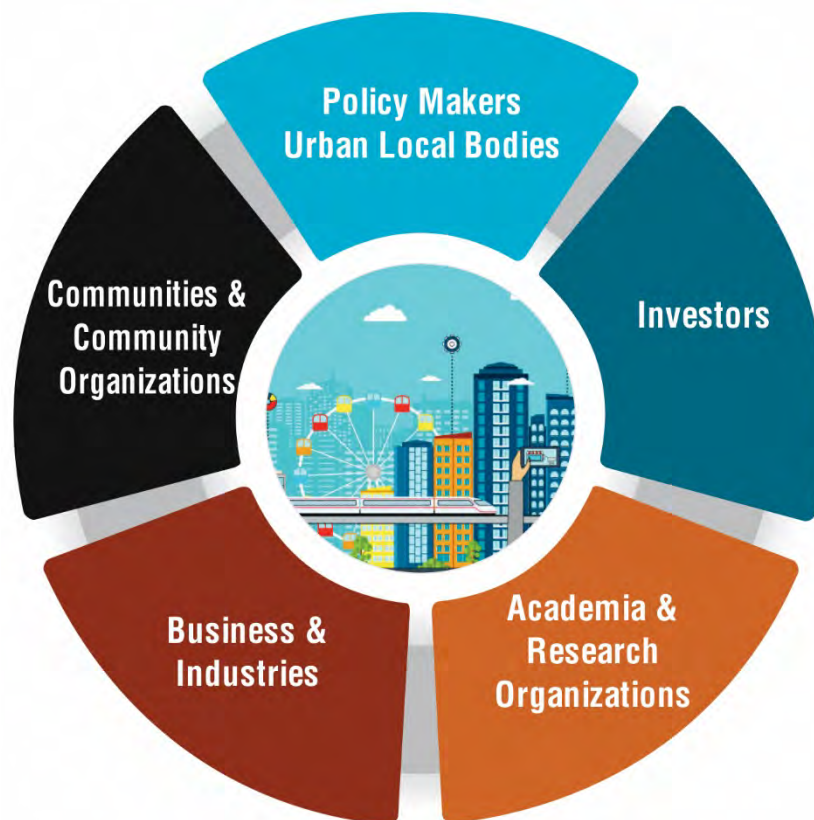 Policy Makers
Urban Local Bodies
Investors
Academia &
Research
Organizations
Business &
Industries
Communities &
Community
Organizations